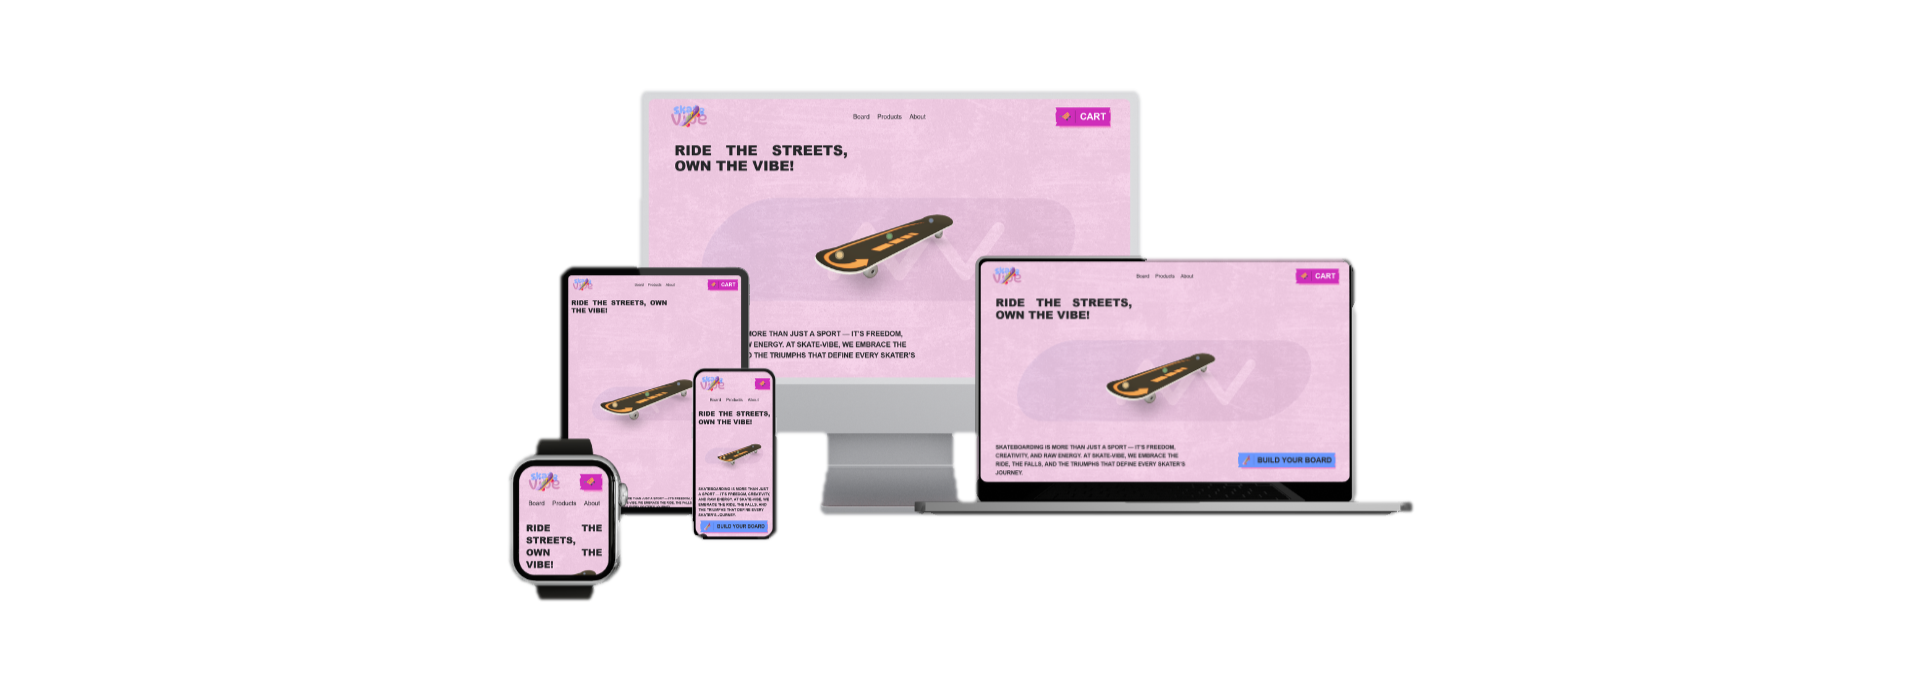 skate
Vibe
Board Products About
CART
RIDE THE STREETS,
OWN THE VIBE!
MORE THAN JUST A SPORT — IT'S FREEDOM,
ENERGY. AT SKATE-VIBE, WE EMBRACE THE
THE TRIUMPHS THAT DEFINE EVERY SKATER'S
skate
Vibe
Board Products About
CART
RIDE THE STREETS,
OWN THE VIBE!
SKATEBOARDING IS MORE THAN JUST A SPORT — IT'S FREEDOM,
CREATIVITY, AND RAW ENERGY. AT SKATE-VIBE, WE EMBRACE THE
RIDE, THE FALLS, AND THE TRIUMPHS THAT DEFINE EVERY SKATER'S
JOURNEY.
BUILD YOUR BOARD
skate
Vibe
Board Products About
CART
RIDE THE STREETS, OWN
THE VIBE!
skate
Vibe
Board Products About
RIDE THE STREETS,
OWN THE VIBE!
SKATEBOARDING IS MORE THAN JUST
A SPORT — IT'S FREEDOM, CREATIVITY,
AND RAW ENERGY. AT SKATE-VIBE, WE
EMBRACE THE RIDE, THE FALLS, AND
THE TRIUMPHS THAT DEFINE EVERY
SKATER'S JOURNEY.
BUILD YOUR BOARD
skate
Vibe
Board Products About
RIDE THE
STREETS,
OWN THE
VIBE!